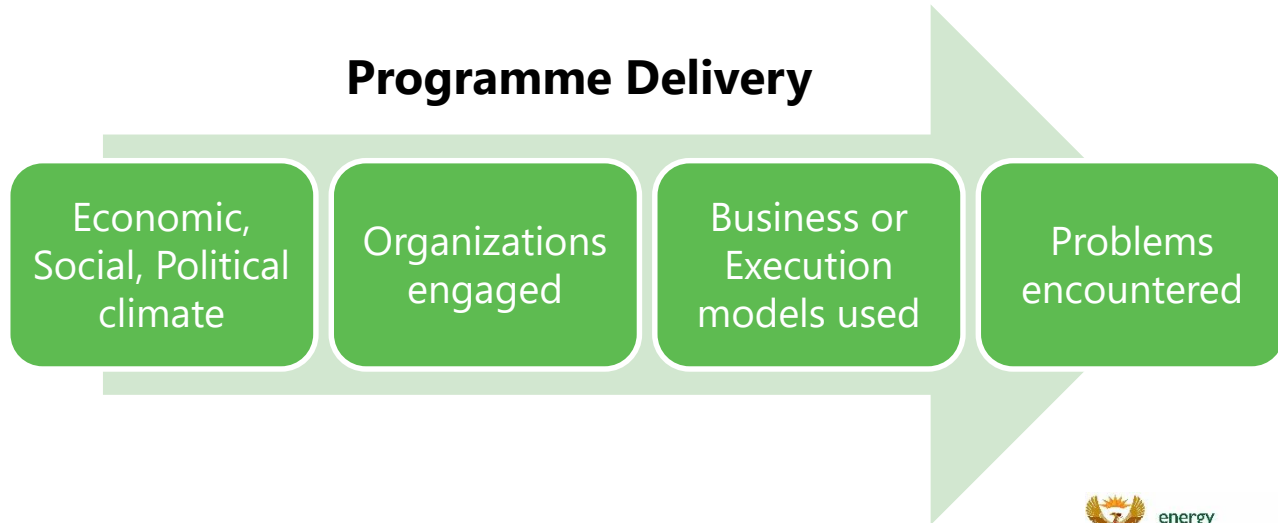 Programme Delivery
Economic,
Social, Political
climate
Organizations
engaged
Business or
Execution
models used
Problems
encountered
energy